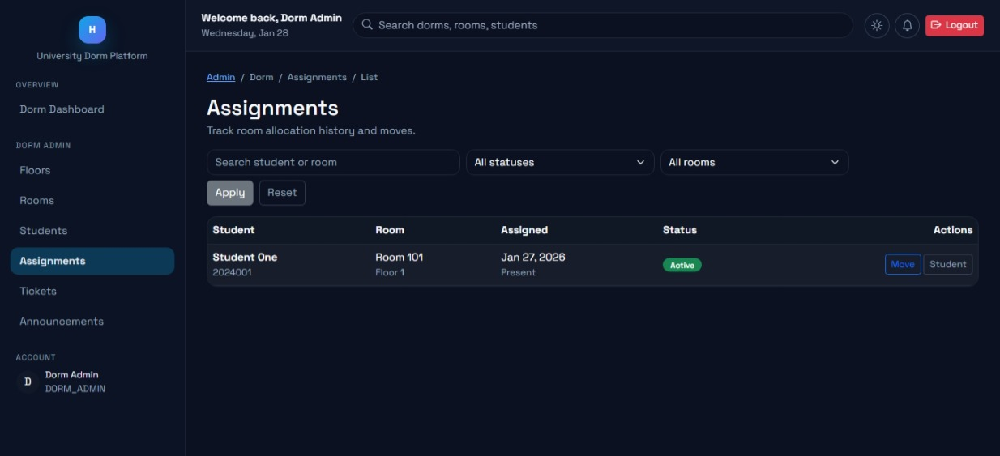 H
University Dorm Platform
OVERVIEW
Dorm Dashboard
DORM ADMIN
Floors
Rooms
Students
Assignments
Tickets
Announcements
ACCOUNT
D
Dorm Admin
DORM_ADMIN
Welcome back, Dorm Admin
Wednesday, Jan 28
Search dorms, rooms, students
Logout
Admin / Dorm / Assignments / List
Assignments
Track room allocation history and moves.
Search student or room
All statuses
All rooms
Apply
Reset
Student Room Assigned Status Actions
Student One Room 101 Jan 27, 2026 Active Move Student
2024001 Floor 1 Present